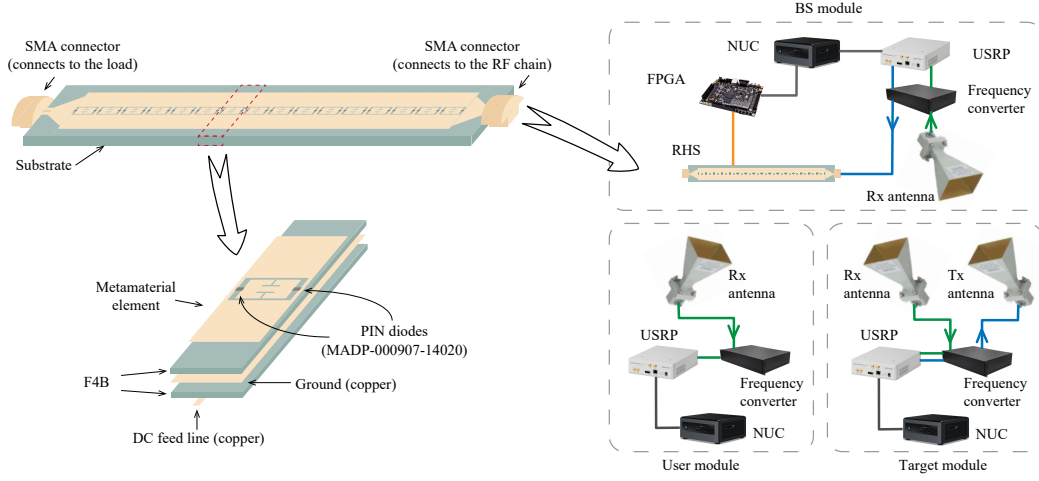 SMA connector
(connects to the load)
SMA connector
(connects to the RF chain)
Substrate
Metamaterial
element
PIN diodes
(MADP-000907-14020)
F4B
Ground (copper)
DC feed line (copper)
BS module
NUC
USRP
FPGA
Frequency
converter
RHS
Rx antenna
Rx
antenna
USRP
Frequency
converter
NUC
User module
Rx
antenna
Tx
antenna
USRP
Frequency
converter
NUC
Target module